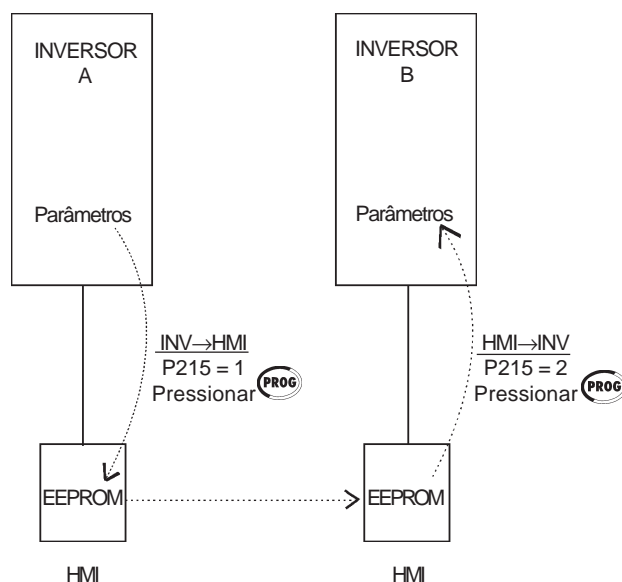 INVERSOR
A
Parâmetros
INV→HMI
P215 = 1
Pressionar PROG
EEPROM
HMI
INVERSOR
B
Parâmetros
HMI→INV
P215 = 2
Pressionar PROG
EEPROM
HMI